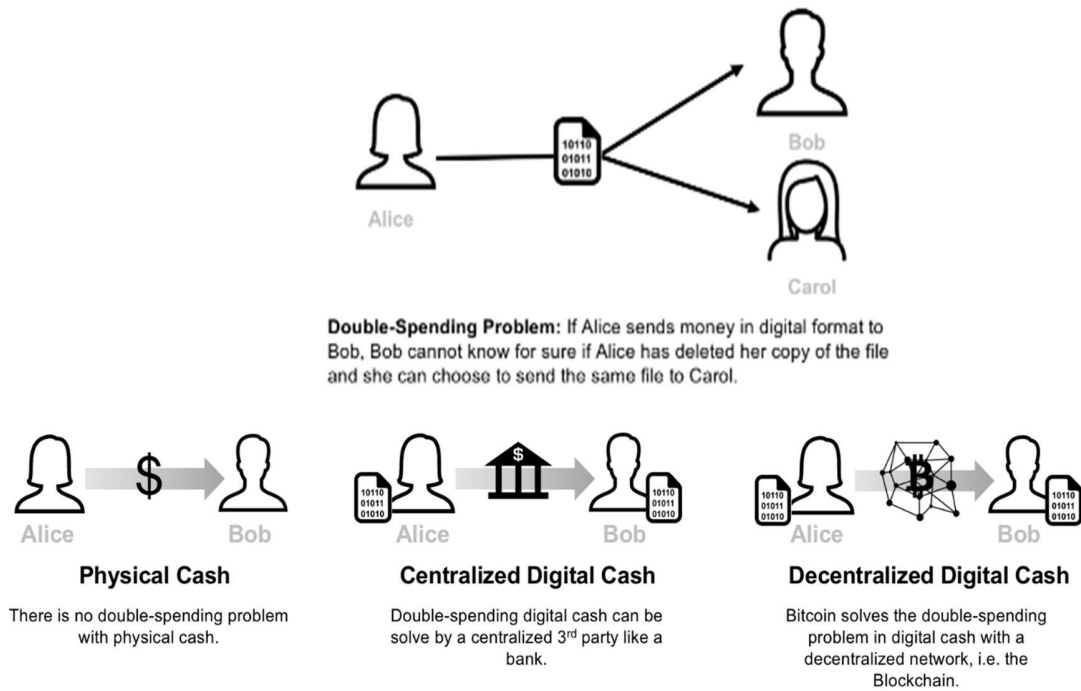 10110
01011
01010
Bob
Alice
Carol
Double-Spending Problem: If Alice sends money in digital format to
Bob, Bob cannot know for sure if Alice has deleted her copy of the file
and she can choose to send the same file to Carol.
$
Alice
Bob
Physical Cash
There is no double-spending problem
with physical cash.
$
10110
01011
01010
10110
01011
01010
Alice
Bob
Centralized Digital Cash
Double-spending digital cash can be
solve by a centralized 3rd party like a
bank.
10110
01011
01010
₿
10110
01011
01010
Alice
Bob
Decentralized Digital Cash
Bitcoin solves the double-spending
problem in digital cash with a
decentralized network, i.e. the
Blockchain.